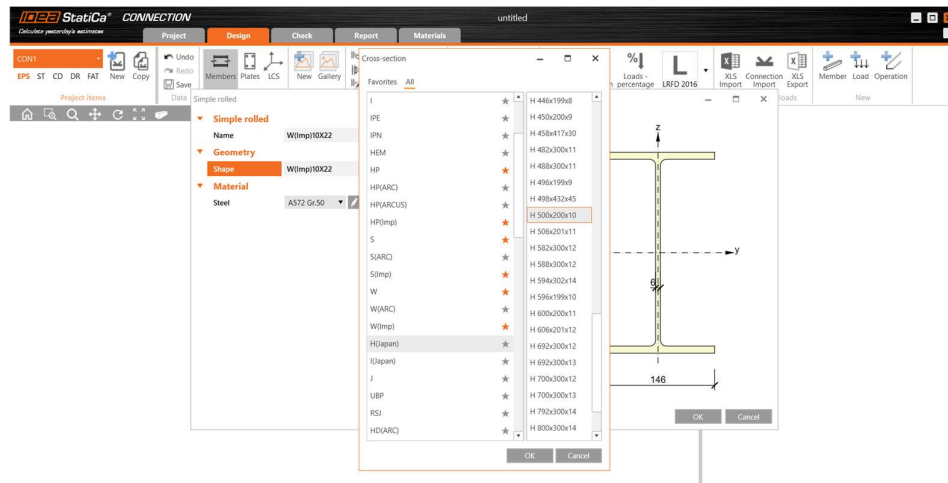 IDEA StatiCa® CONNECTION
untitled
Calculate yesterday's estimates
Project Design Check Report Materials
CON1
EPS ST CD DR FAT
New Copy
Project items
Undo
Redo
Save
Data
Members Plates LCS
New Gallery
Loads -
percentage
LRFD 2016
XLS
Import
Connection
Import
XLS
Export
loads
Member Load Operation
New
Simple rolled
Simple rolled
Name W(Imp)10X22
Geometry
Shape W(Imp)10X22
Material
Steel A572 Gr.50
Cross-section
Favorites All
I
IPE
IPN
HEM
HP
HP(ARC)
HP(ARCUS)
HP(Imp)
S
S(ARC)
S(Imp)
W
W(ARC)
W(Imp)
H(Japan)
I(Japan)
J
UBP
RSJ
HD(ARC)
H 446x199x8
H 450x200x9
H 458x417x30
H 482x300x11
H 488x300x11
H 496x199x9
H 498x432x45
H 500x200x10
H 506x201x11
H 582x300x12
H 588x300x12
H 594x302x14
H 596x199x10
H 600x200x11
H 606x201x12
H 692x300x12
H 692x300x13
H 700x300x12
H 700x300x13
H 792x300x14
H 800x300x14
OK Cancel
z
y
6
146
OK Cancel